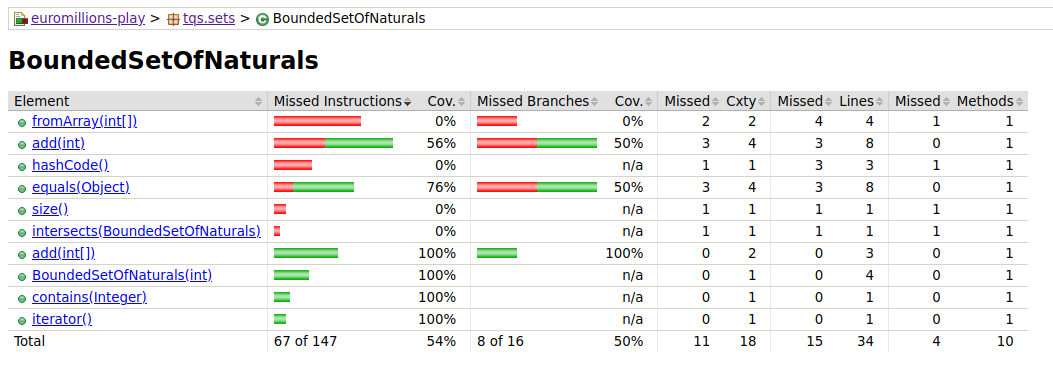 euromillions-play > tqs.sets > BoundedSetOfNaturals
BoundedSetOfNaturals
Element Missed Instructions Cov. Missed Branches Cov. Missed Cxty Missed Lines Missed Methods
fromArray(int[]) 0% 0% 2 2 4 4 1 1
add(int) 56% 50% 3 4 3 8 0 1
hashCode() 0% n/a 1 1 3 3 1 1
equals(Object) 76% 50% 3 4 3 8 0 1
size() 0% n/a 1 1 1 1 1 1
intersects(BoundedSetOfNaturals) 0% n/a 1 1 1 1 1 1
add(int[]) 100% 100% 0 2 0 3 0 1
BoundedSetOfNaturals(int) 100% n/a 0 1 0 4 0 1
contains(Integer) 100% n/a 0 1 0 1 0 1
iterator() 100% n/a 0 1 0 1 0 1
Total 67 of 147 54% 8 of 16 50% 11 18 15 34 4 10